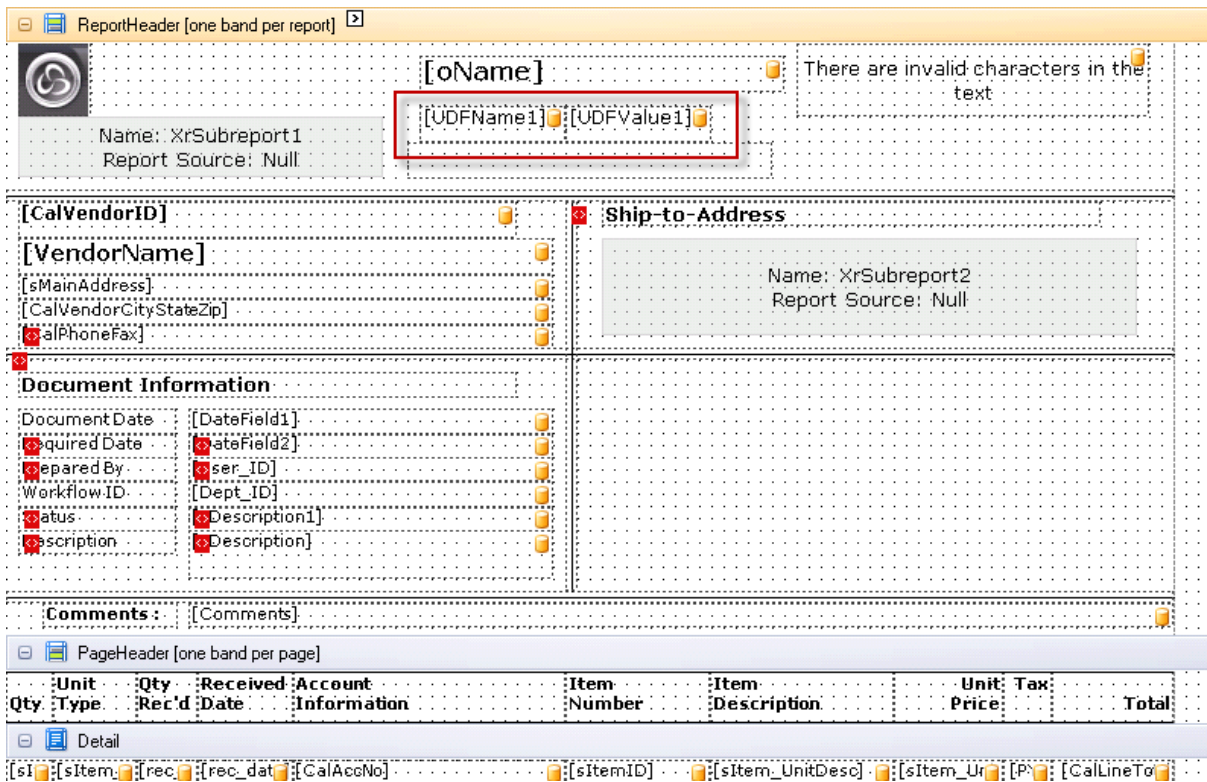 ReportHeader [one band per report]
[oName]
There are invalid characters in the
text
[UDFName1] [UDFValue1]
Name: XrSubreport1
Report Source: Null
[CalVendorID]
Ship-to-Address
[VendorName]
[sMainAddress]
[CalVendorCityStateZip]
alPhoneFax]
Name: XrSubreport2
Report Source: Null
Document Information
Document Date [DateField1]
quired Date ateField2]
epared By ser_ID]
Workflow ID [Dept_ID]
atus Description1]
scription Description]
Comments: [Comments]
PageHeader [one band per page]
Unit Qty Received Account Item Item Unit Tax
Qty Type Rec'd Date Information Number Description Price Total
Detail
[sI [sItem_ [rec_ [rec_dat [CalAccNo] [sItemID] [sItem_UnitDesc] [sItem_Ur [CalLineTo